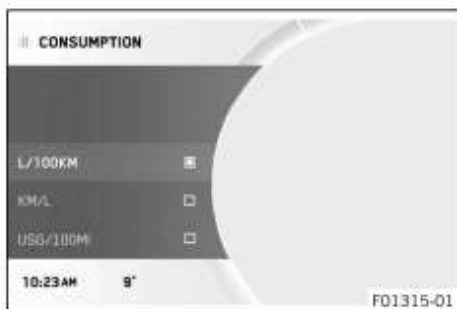 CONSUMPTION
L/100KM
KM/L
USG/100MI
10:23AM 9°
F01315-01